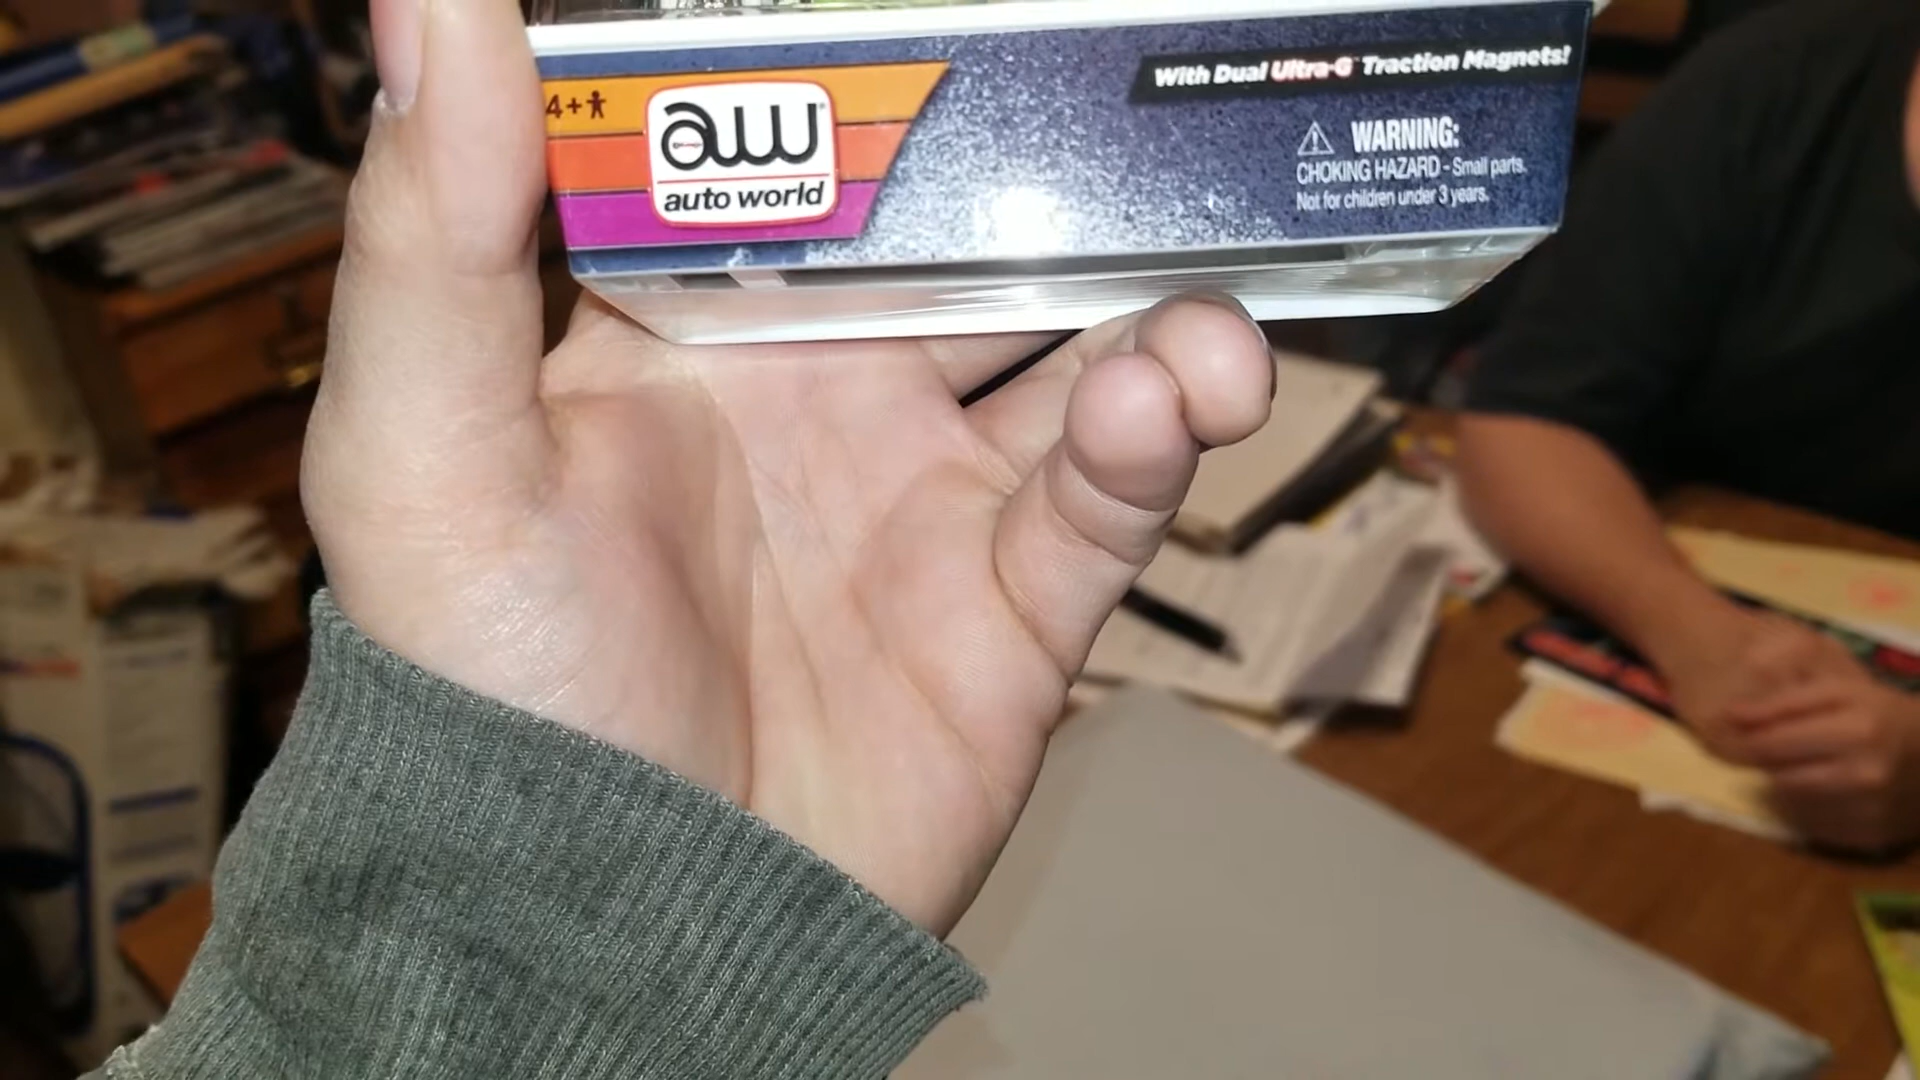 4+
aw
auto world
With Dual Ultra-G Traction Magnets!
WARNING:
CHOKING HAZARD - Small parts.
Not for children under 3 years.